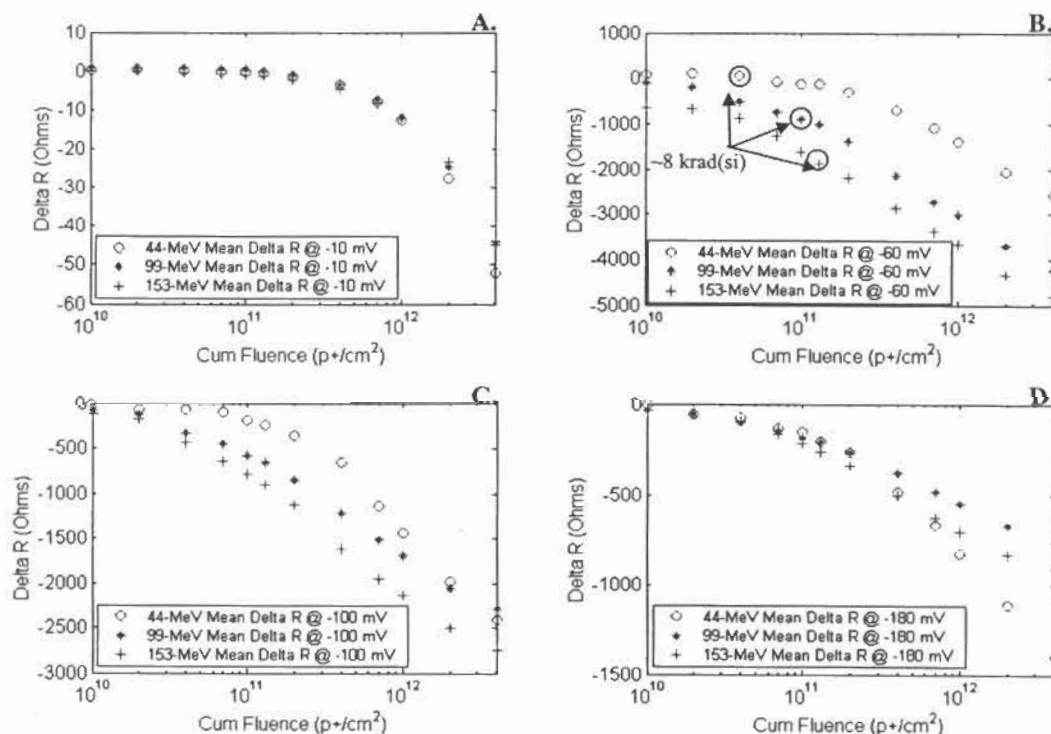 A.
10
0
-10
-20
-30
-40
-50
-60
Delta R (Ohms)
44-MeV Mean Delta R @ -10 mV
99-MeV Mean Delta R @ -10 mV
153-MeV Mean Delta R @ -10 mV
10^10 10^11 10^12
Cum Fluence (p+/cm^2)
B.
1000
0
-1000
-2000
-3000
-4000
-5000
Delta R (Ohms)
~8 krad(si)
44-MeV Mean Delta R @ -60 mV
99-MeV Mean Delta R @ -60 mV
153-MeV Mean Delta R @ -60 mV
10^10 10^11 10^12
Cum Fluence (p+/cm^2)
C.
0
-500
-1000
-1500
-2000
-2500
-3000
Delta R (Ohms)
44-MeV Mean Delta R @ -100 mV
99-MeV Mean Delta R @ -100 mV
153-MeV Mean Delta R @ -100 mV
10^10 10^11 10^12
Cum Fluence (p+/cm^2)
D.
0
-500
-1000
-1500
Delta R (Ohms)
44-MeV Mean Delta R @ -180 mV
99-MeV Mean Delta R @ -180 mV
153-MeV Mean Delta R @ -180 mV
10^10 10^11 10^12
Cum Fluence (p+/cm^2)